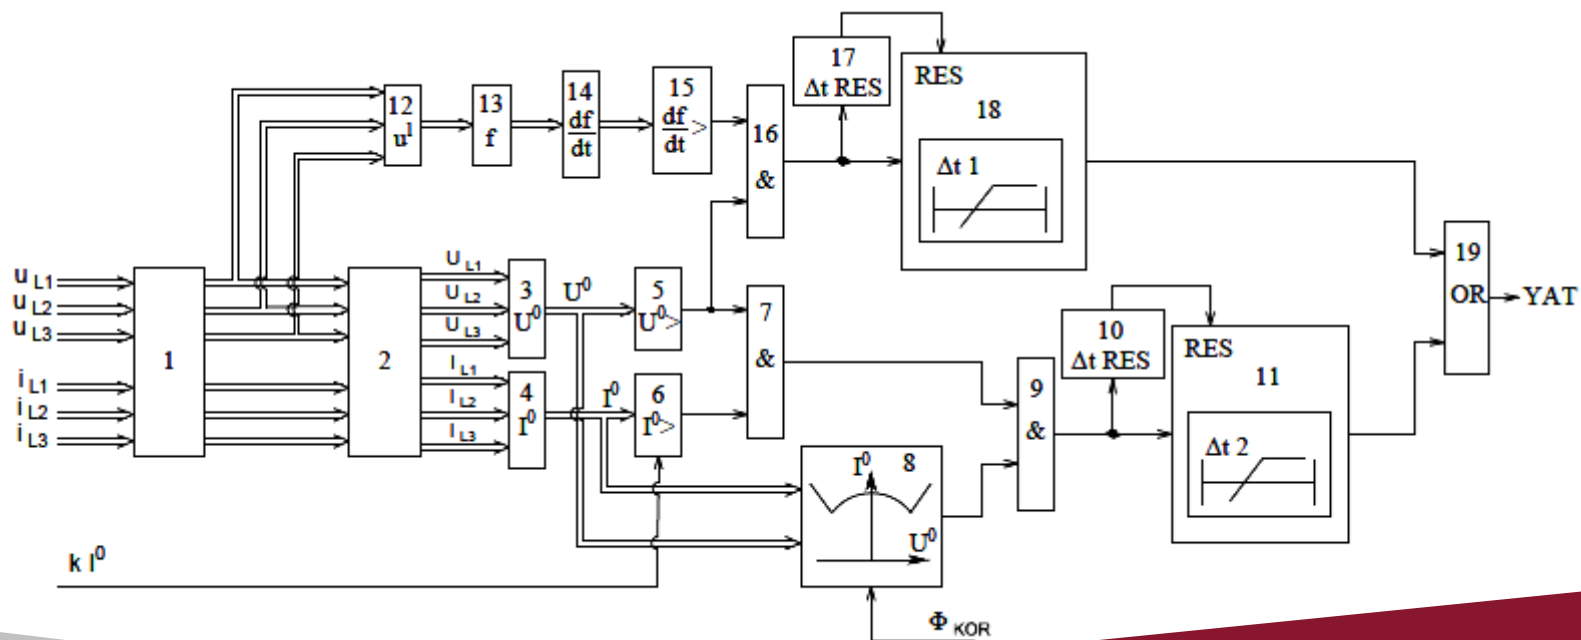 17
Δt RES
RES
18
Δt 1
12
u¹
13
f
14
df
dt
15
df
dt >
16
&
u L1
u L2
u L3
i L1
i L2
i L3
1
2
U L1
U L2
U L3
I L1
I L2
I L3
3
U⁰
4
I⁰
U⁰
I⁰
5
U⁰>
6
I⁰>
7
&
8
I⁰
U⁰
9
&
10
Δt RES
RES
11
Δt 2
19
OR
YAT
k I⁰
Φ KOR